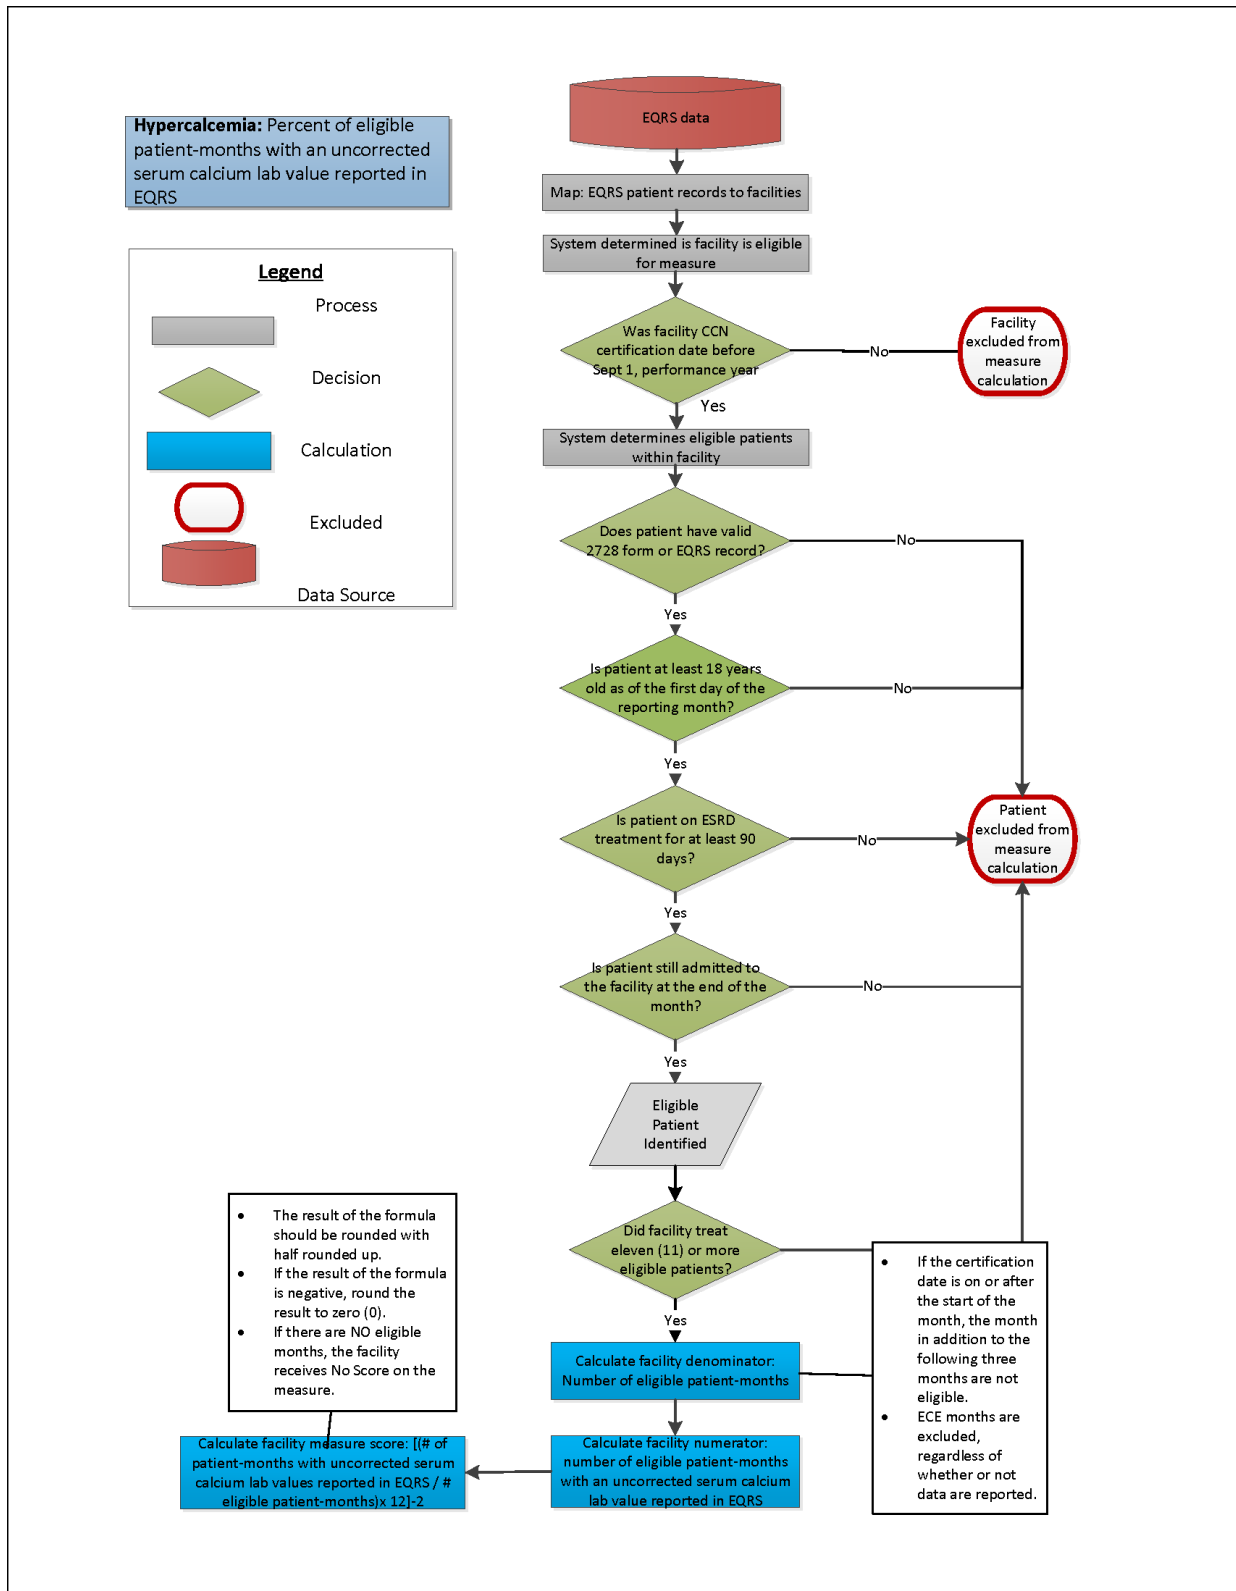 Hypercalcemia: Percent of eligible
patient-months with an uncorrected
serum calcium lab value reported in
EQRS
Legend
Process
Decision
Calculation
Excluded
Data Source
EQRS data
Map: EQRS patient records to facilities
System determined is facility is eligible
for measure
Was facility CCN
certification date before
Sept 1, performance year
No
Facility
excluded from
measure
calculation
Yes
System determines eligible patients
within facility
Does patient have valid
2728 form or EQRS record?
No
Yes
Is patient at least 18 years
old as of the first day of the
reporting month?
No
Yes
Is patient on ESRD
treatment for at least 90
days?
No
Patient
excluded from
measure
calculation
Yes
Is patient still admitted to
the facility at the end of the
month?
No
Yes
Eligible
Patient
Identified
Did facility treat
eleven (11) or more
eligible patients?
Yes
• If the certification
date is on or after
the start of the
month, the month
in addition to the
following three
months are not
eligible.
• ECE months are
excluded,
regardless of
whether or not
data are reported.
Calculate facility denominator:
Number of eligible patient-months
Calculate facility numerator:
number of eligible patient-months
with an uncorrected serum calcium
lab value reported in EQRS
• The result of the formula
should be rounded with
half rounded up.
• If the result of the formula
is negative, round the
result to zero (0).
• If there are NO eligible
months, the facility
receives No Score on the
measure.
Calculate facility measure score: [(# of
patient-months with uncorrected serum
calcium lab values reported in EQRS / #
eligible patient-months)x 12]-2